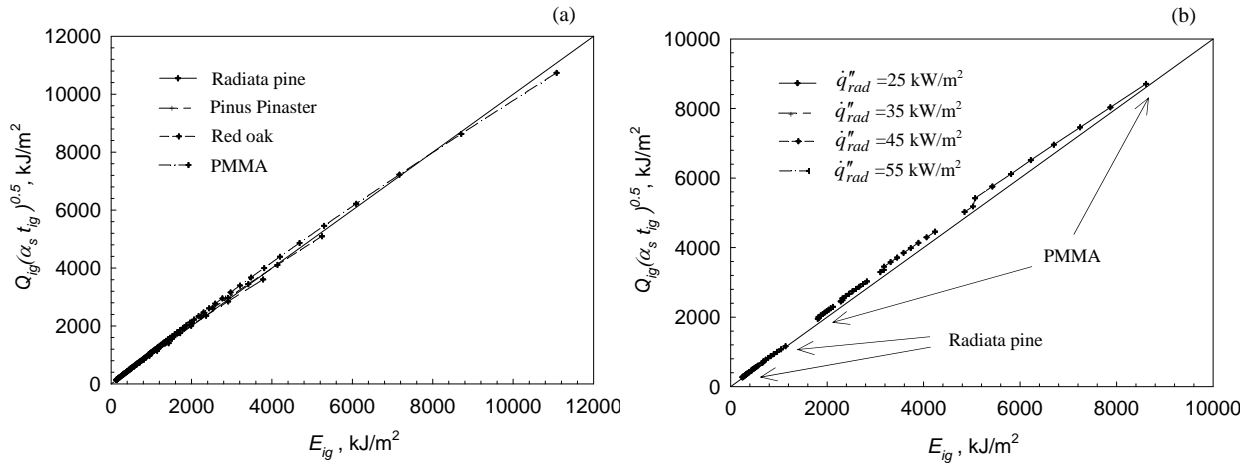 (a)
12000
10000
8000
6000
4000
2000
0
Q_ig(α_s t_ig)^0.5, kJ/m²
Radiata pine
Pinus Pinaster
Red oak
PMMA
0 2000 4000 6000 8000 10000 12000
E_ig , kJ/m²
(b)
10000
8000
6000
4000
2000
0
Q_ig(α_s t_ig)^0.5, kJ/m²
q̇″_rad =25 kW/m²
q̇″_rad =35 kW/m²
q̇″_rad =45 kW/m²
q̇″_rad =55 kW/m²
PMMA
Radiata pine
0 2000 4000 6000 8000 10000
E_ig , kJ/m²